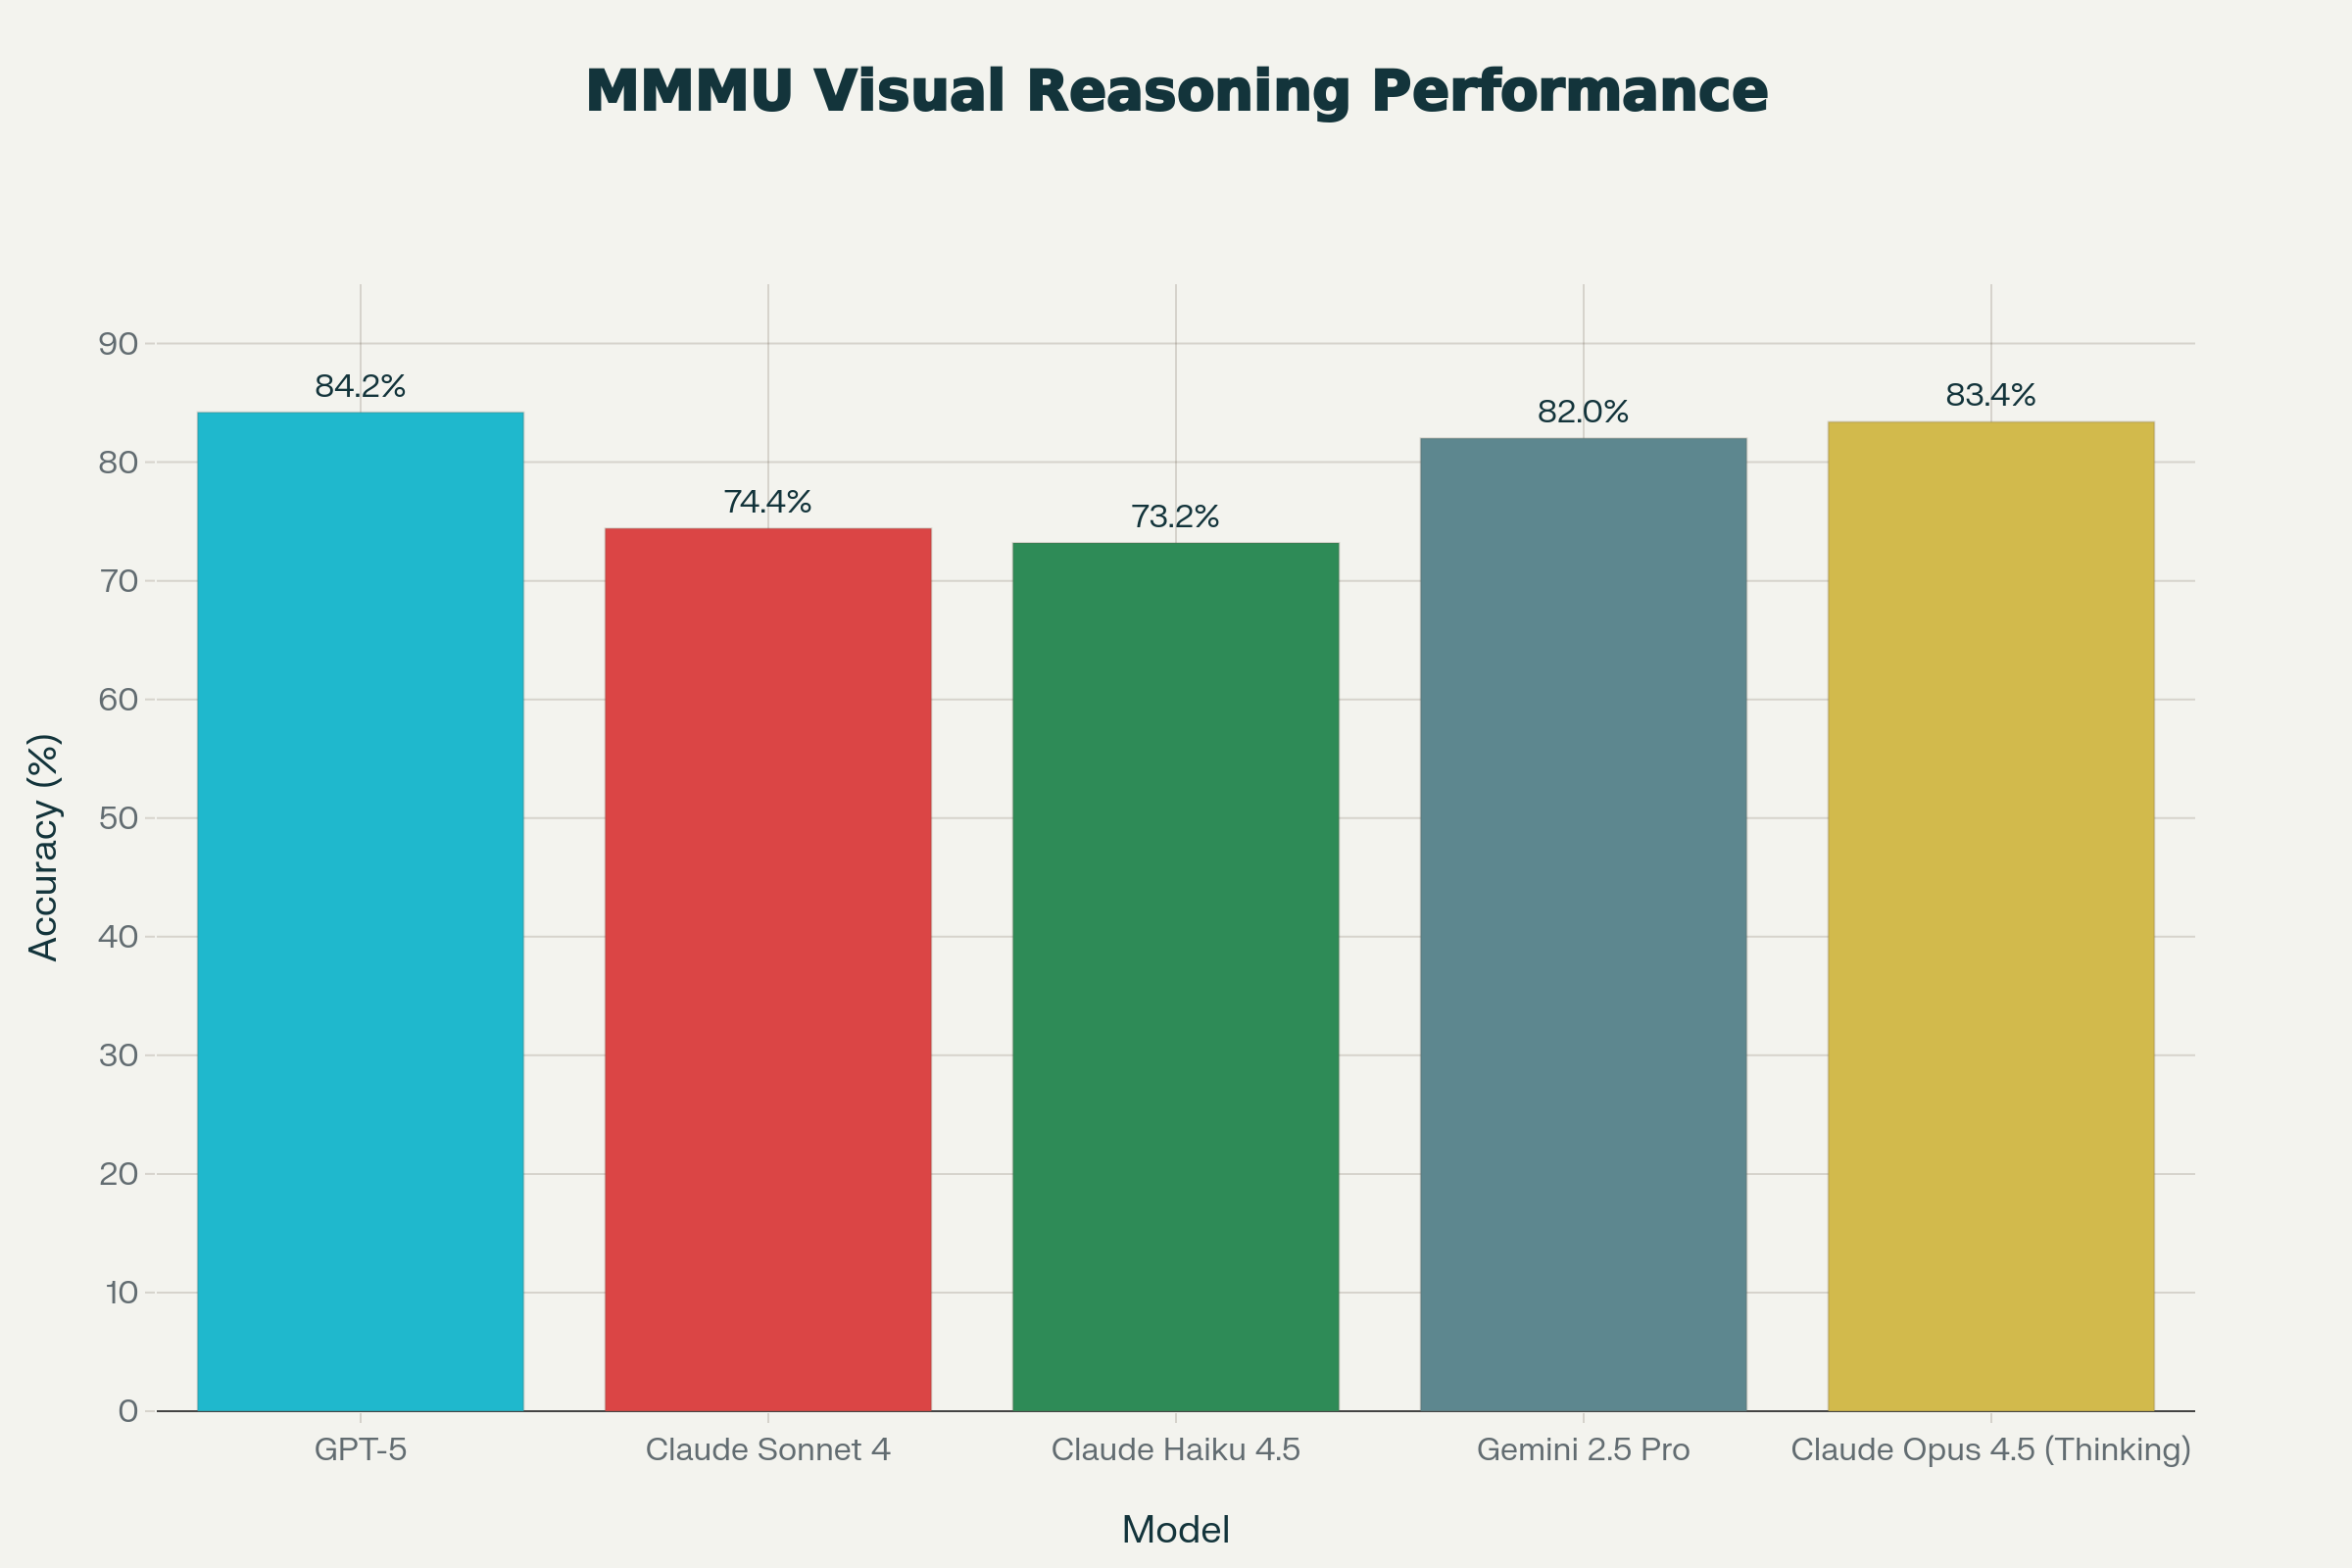 MMMU Visual Reasoning Performance
90
84.2%
83.4%
82.0%
80
74.4%
73.2%
70
60
Accuracy (%)
50
40
30
20
10
0
GPT-5
Claude Sonnet 4
Claude Haiku 4.5
Gemini 2.5 Pro
Claude Opus 4.5 (Thinking)
Model